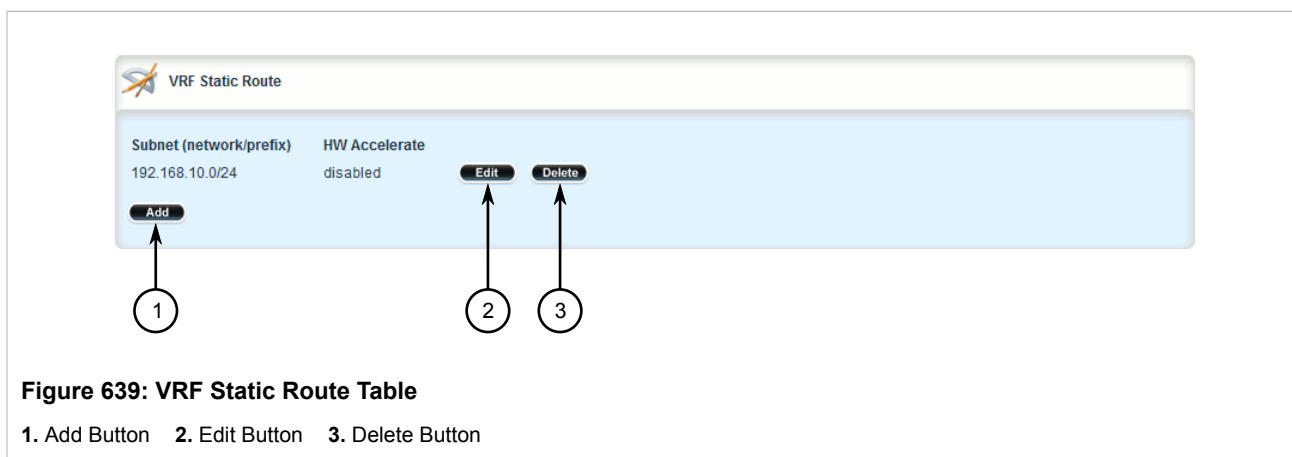 VRF Static Route
Subnet (network/prefix) HW Accelerate
192.168.10.0/24 disabled Edit Delete
Add
1 2 3
Figure 639: VRF Static Route Table
1. Add Button 2. Edit Button 3. Delete Button